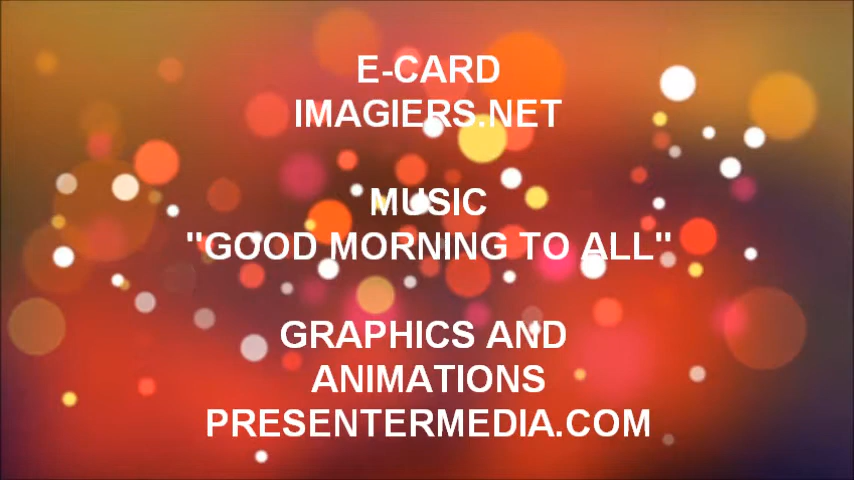 E-CARD
IMAGIERS.NET
MUSIC
"GOOD MORNING TO ALL"
GRAPHICS AND
ANIMATIONS
PRESENTERMEDIA.COM